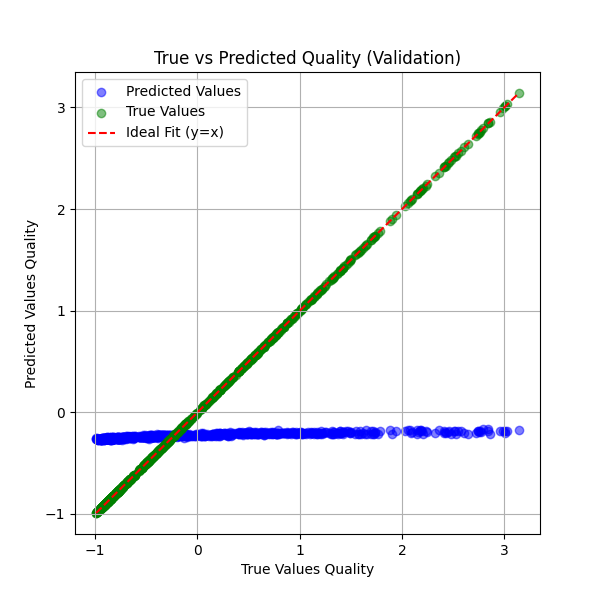 True vs Predicted Quality (Validation)
Predicted Values
True Values
Ideal Fit (y=x)
Predicted Values Quality
3
2
1
0
−1
−1 0 1 2 3
True Values Quality